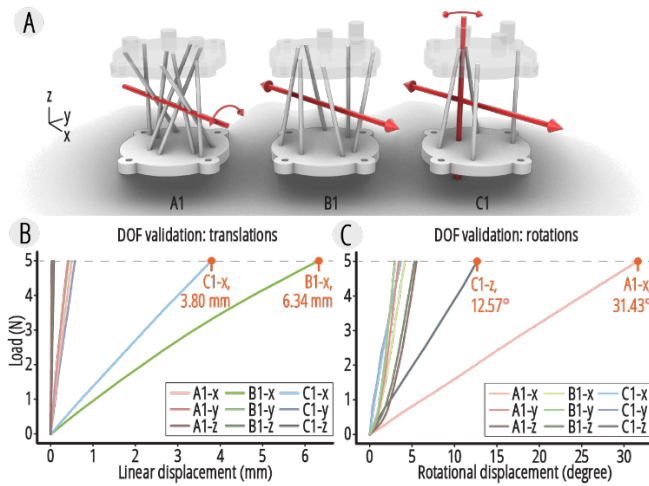 A
z
y
x
A1
B1
C1
B
DOF validation: translations
C
DOF validation: rotations
5
4
3
2
1
0
Load (N)
C1-x,
3.80 mm
B1-x,
6.34 mm
A1-x B1-x C1-x
A1-y B1-y C1-y
A1-z B1-z C1-z
0 1 2 3 4 5 6
Linear displacement (mm)
5
4
3
2
1
0
C1-z,
12.57°
A1-x,
31.43°
A1-x B1-x C1-x
A1-y B1-y C1-y
A1-z B1-z C1-z
0 5 10 15 20 25 30
Rotational displacement (degree)